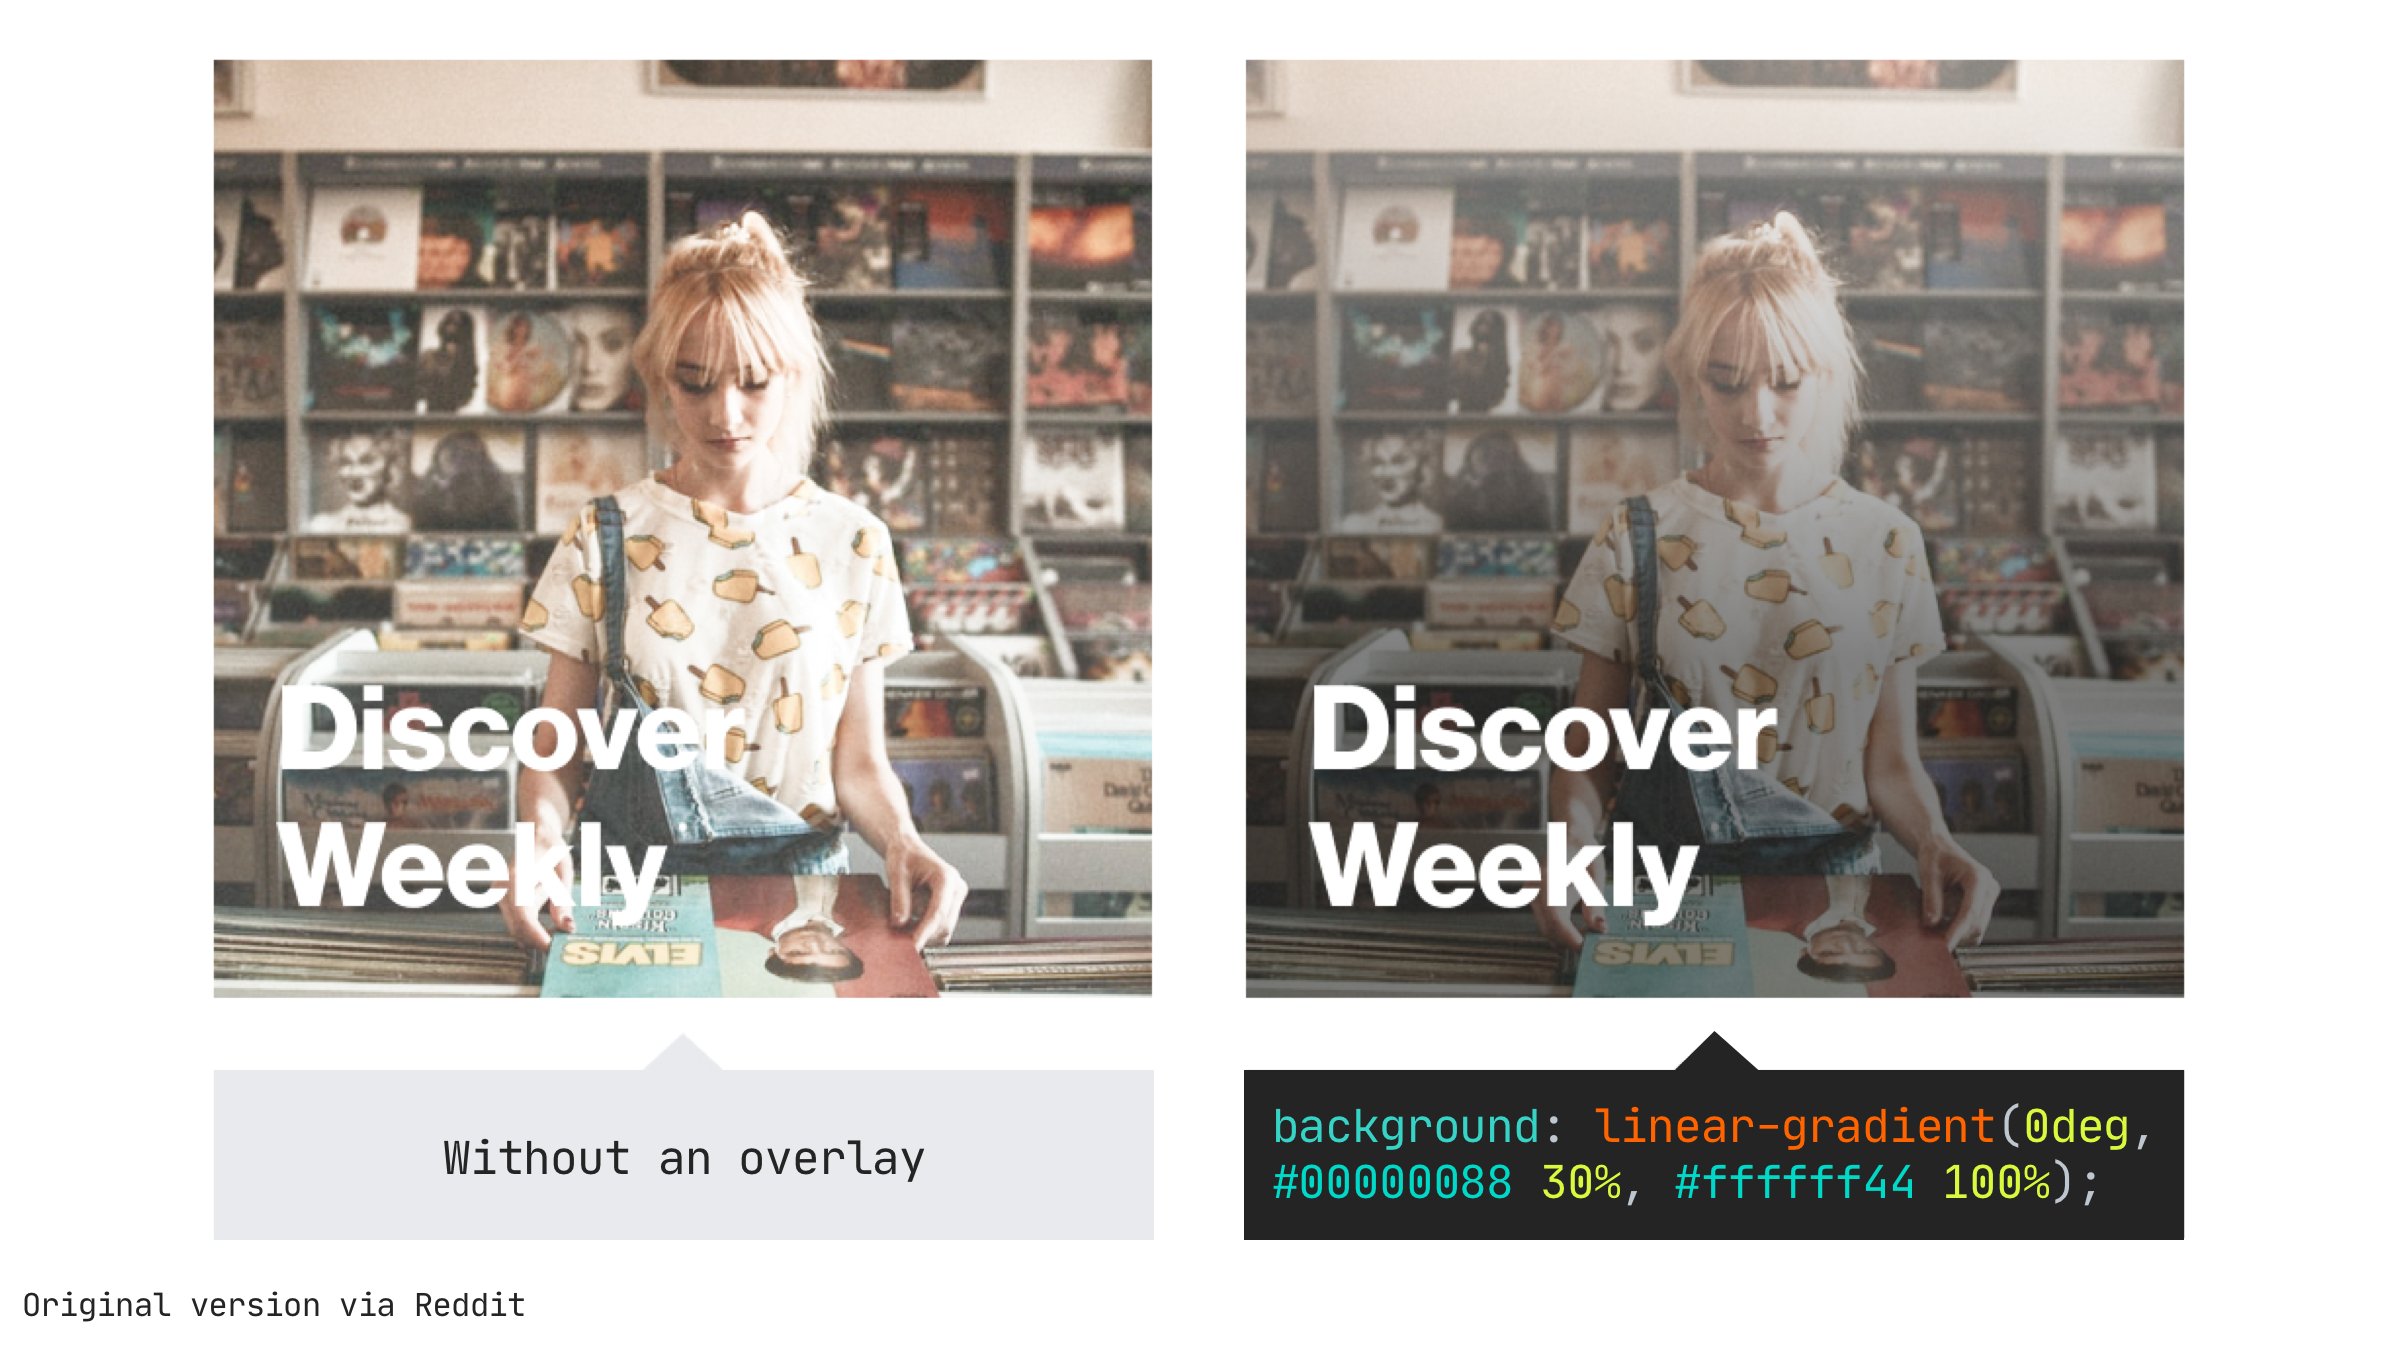 Discover
Weekly
ELVIS
Discover
Weekly
ELVIS
Without an overlay
background: linear-gradient(0deg,
#00000088 30%, #ffffff44 100%);
Original version via Reddit